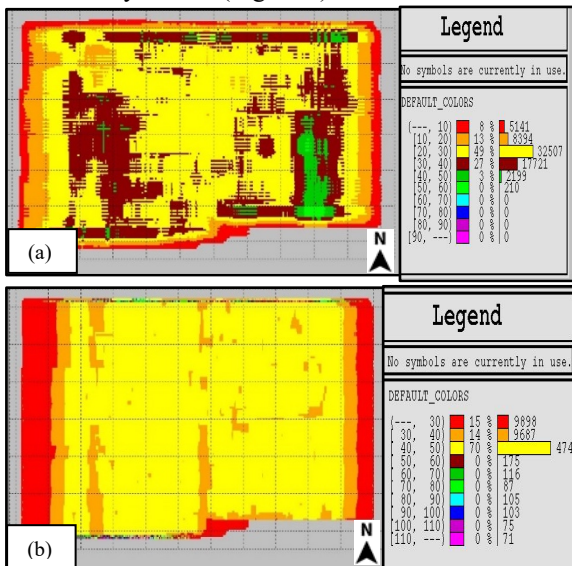 Legend
No symbols are currently in use.
DEFAULT_COLORS
(---, 10) 8 % 5141
[10, 20) 13 % 8394
[20, 30) 49 % 32507
[30, 40) 27 % 17721
[40, 50) 3 % 2199
[50, 60) 0 % 210
[60, 70) 0 % 0
[70, 80) 0 % 0
[80, 90) 0 % 0
[90, ---) 0 % 0
N
(a)
Legend
No symbols are currently in use.
DEFAULT_COLORS
(---, 30) 15 % 9898
[ 30, 40) 14 % 9687
[ 40, 50) 70 % 474
[ 50, 60) 0 % 175
[ 60, 70) 0 % 116
[ 70, 80) 0 % 87
[ 80, 90) 0 % 105
[ 90, 100) 0 % 103
[100, 110) 0 % 75
[110, ---) 0 % 71
N
(b)